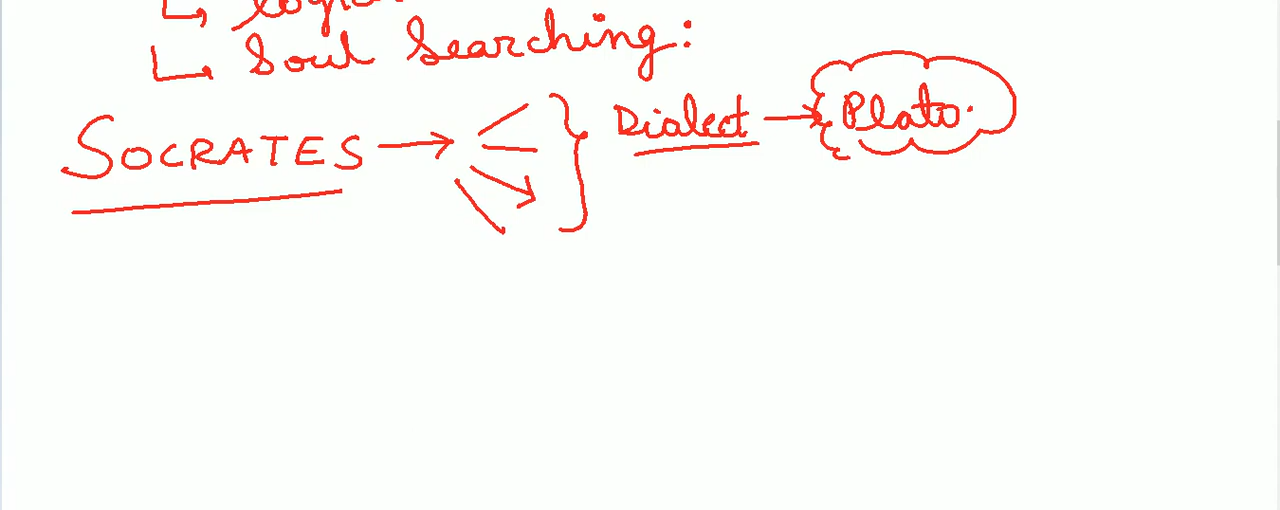 Soul Searching:
SOCRATES → Dialect → Plato.